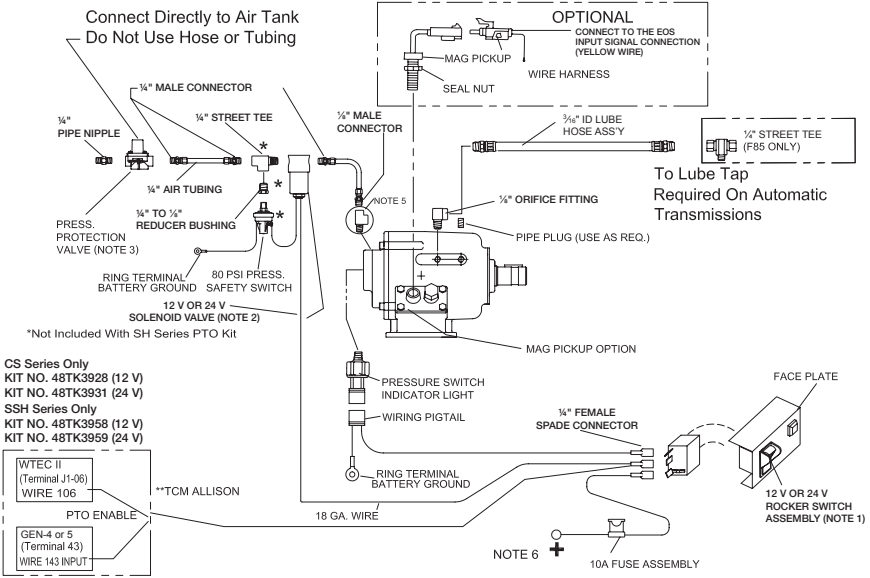 Connect Directly to Air Tank
Do Not Use Hose or Tubing
OPTIONAL
CONNECT TO THE EOS
INPUT SIGNAL CONNECTION
(YELLOW WIRE)
MAG PICKUP
WIRE HARNESS
SEAL NUT
¼" MALE CONNECTOR
¼"
PIPE NIPPLE
¼" STREET TEE
*
⅛" MALE
CONNECTOR
3⁄16" ID LUBE
HOSE ASS'Y
¼" STREET TEE
(F85 ONLY)
To Lube Tap
Required On Automatic
Transmissions
¼" AIR TUBING
*
¼" TO ⅛"
REDUCER BUSHING
*
NOTE 5
⅛" ORIFICE FITTING
PIPE PLUG (USE AS REQ.)
PRESS.
PROTECTION
VALVE (NOTE 3)
RING TERMINAL
BATTERY GROUND
80 PSI PRESS.
SAFETY SWITCH
12 V OR 24 V
SOLENOID VALVE (NOTE 2)
*Not Included With SH Series PTO Kit
MAG PICKUP OPTION
CS Series Only
KIT NO. 48TK3928 (12 V)
KIT NO. 48TK3931 (24 V)
SSH Series Only
KIT NO. 48TK3958 (12 V)
KIT NO. 48TK3959 (24 V)
PRESSURE SWITCH
INDICATOR LIGHT
WIRING PIGTAIL
FACE PLATE
¼" FEMALE
SPADE CONNECTOR
WTEC II
(Terminal J1-06)
WIRE 106
**TCM ALLISON
RING TERMINAL
BATTERY GROUND
12 V OR 24 V
ROCKER SWITCH
ASSEMBLY (NOTE 1)
PTO ENABLE
18 GA. WIRE
GEN-4 or 5
(Terminal 43)
WIRE 143 INPUT
NOTE 6 +
10A FUSE ASSEMBLY